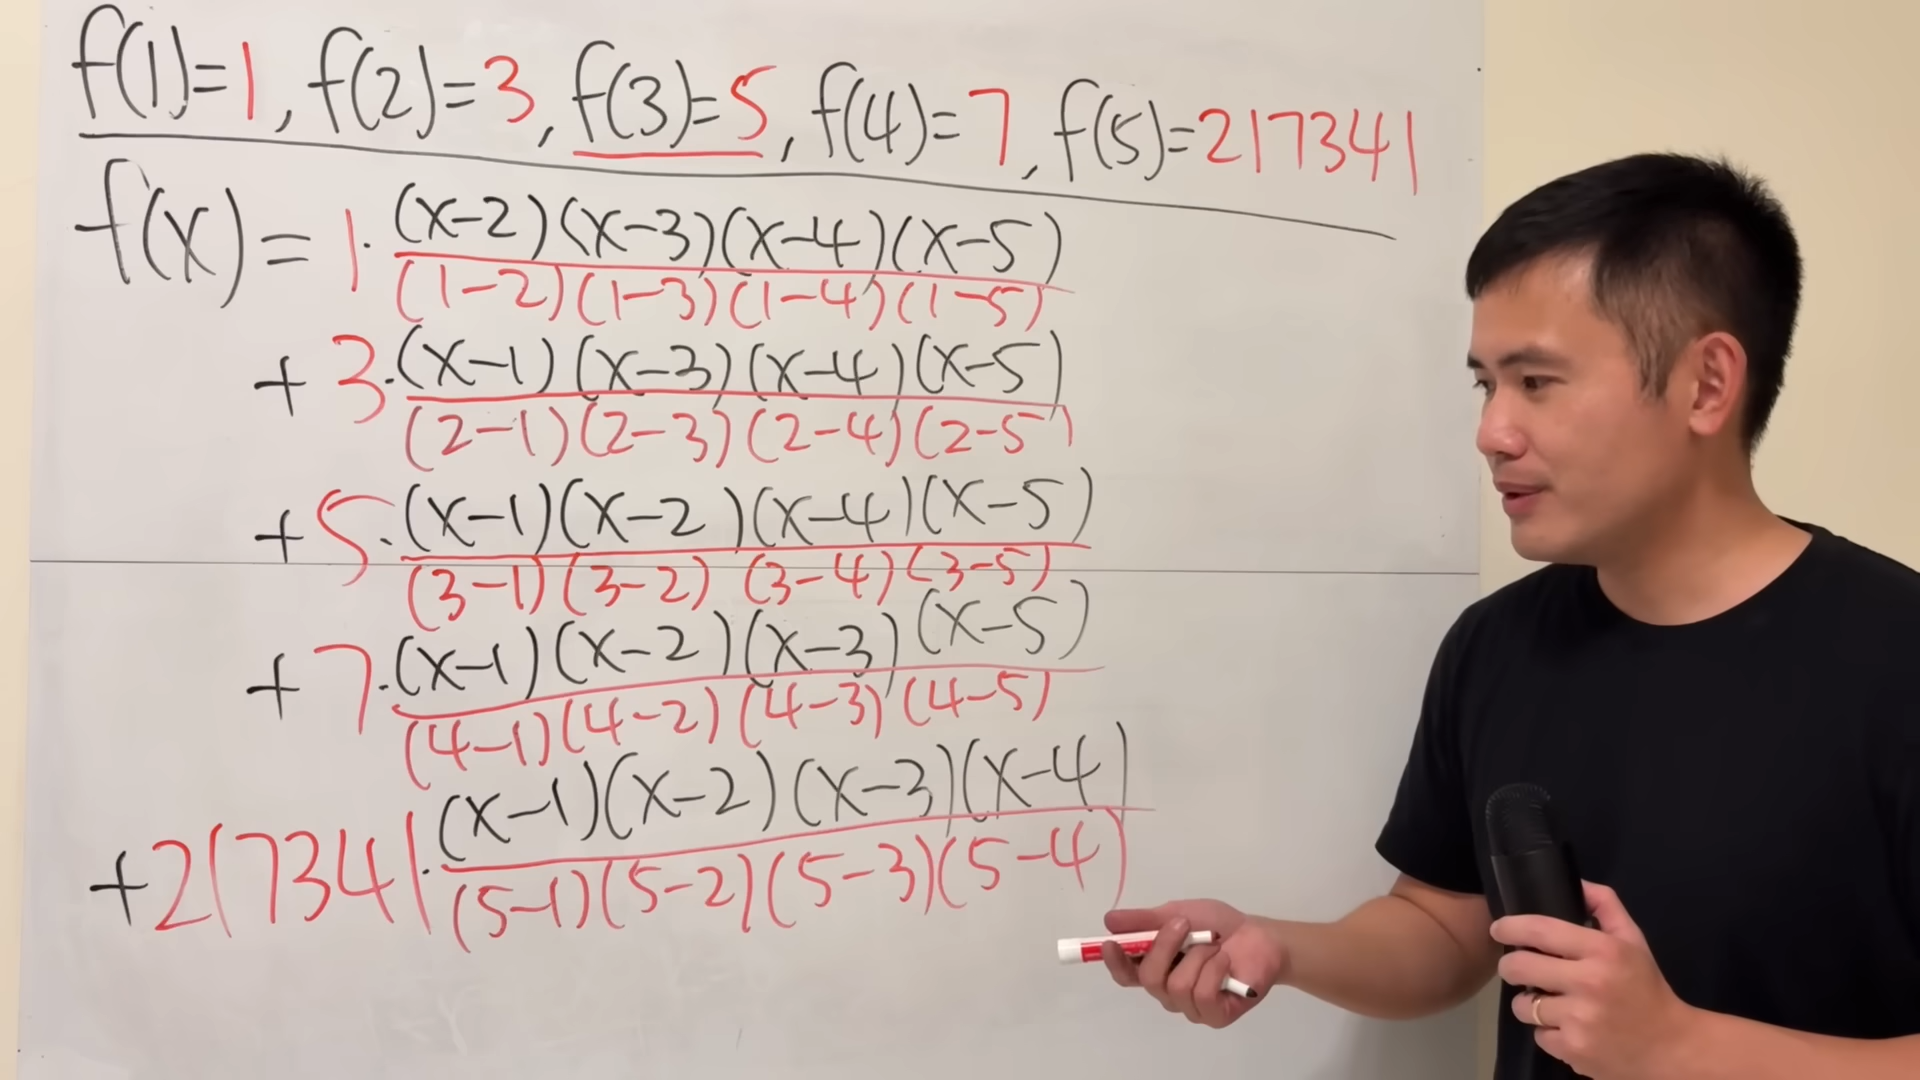 f(1)=1, f(2)=3, f(3)=5, f(4)=7, f(5)=217341
f(x)= 1·(x-2)(x-3)(x-4)(x-5)
(1-2)(1-3)(1-4)(1-5)
+ 3·(x-1)(x-3)(x-4)(x-5)
(2-1)(2-3)(2-4)(2-5)
+ 5·(x-1)(x-2)(x-4)(x-5)
(3-1)(3-2)(3-4)(3-5)
+ 7·(x-1)(x-2)(x-3)(x-5)
(4-1)(4-2)(4-3)(4-5)
+217341·(x-1)(x-2)(x-3)(x-4)
(5-1)(5-2)(5-3)(5-4)